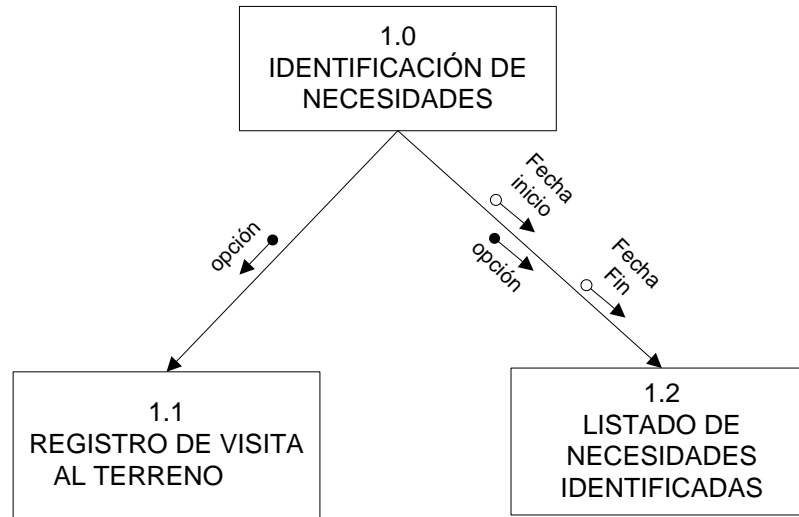 1.0
IDENTIFICACIÓN DE
NECESIDADES
Fecha
inicio
opción
opción
Fecha
Fin
1.1
REGISTRO DE VISITA
AL TERRENO
1.2
LISTADO DE
NECESIDADES
IDENTIFICADAS